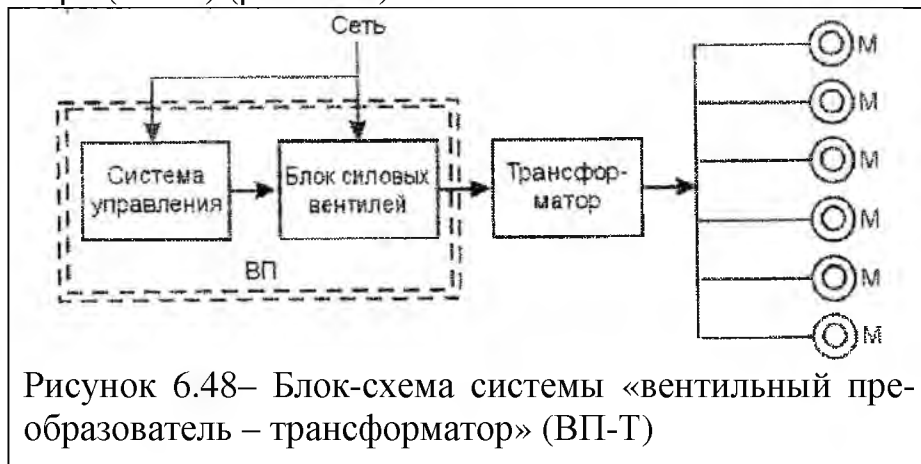 Сеть
Система
управления
Блок силовых
вентилей
Трансфор-
матор
ВП
М
М
М
М
М
М
Рисунок 6.48– Блок-схема системы «вентильный пре-
образователь – трансформатор» (ВП-Т)